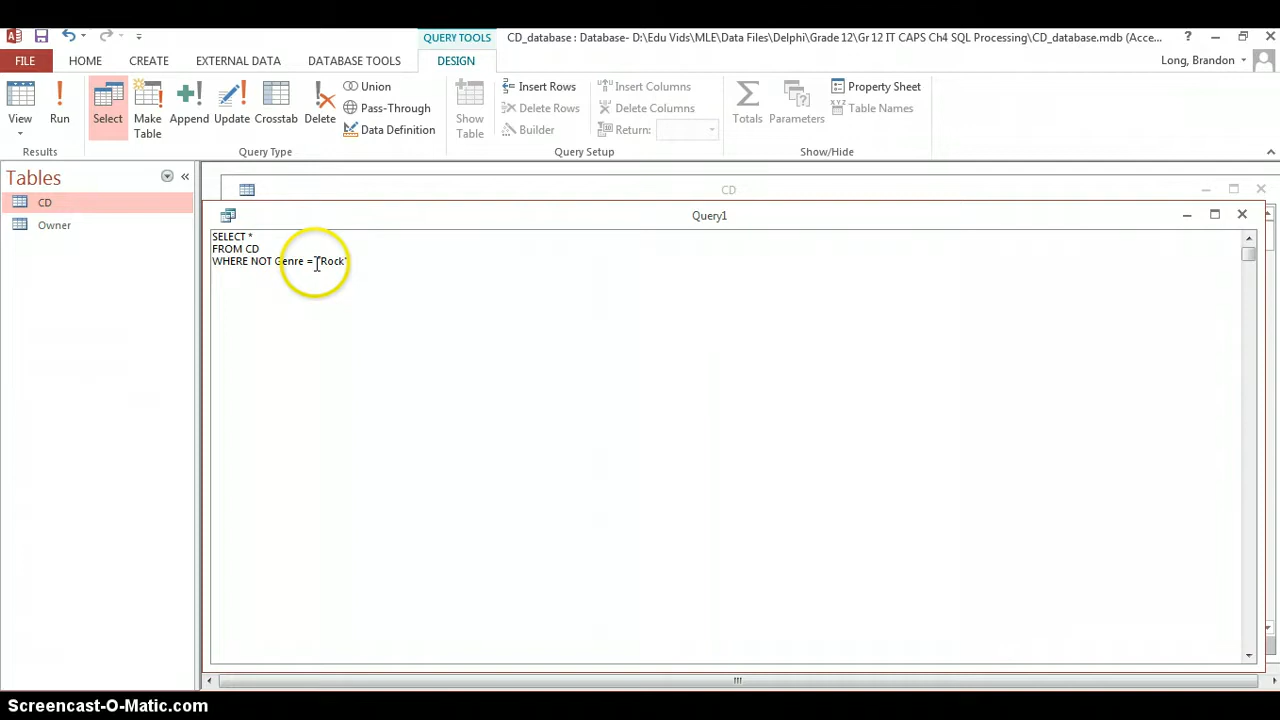 QUERY TOOLS
CD_database : Database- D:\Edu Vids\MLE\Data Files\Delphi\Grade 12\Gr 12 IT CAPS Ch4 SQL Processing\CD_database.mdb (Acce...
?
FILE HOME CREATE EXTERNAL DATA DATABASE TOOLS DESIGN Long, Brandon
View
Run
Select
Make Table
Append
Update
Crosstab
Delete
Union
Pass-Through
Data Definition
Show Table
Insert Rows
Delete Rows
Builder
Insert Columns
Delete Columns
Return:
Totals
Parameters
Property Sheet
Table Names
Results Query Type Query Setup Show/Hide
Tables
CD
Owner
CD
Query1
SELECT *
FROM CD
WHERE NOT Genre = "Rock"
Screencast-O-Matic.com